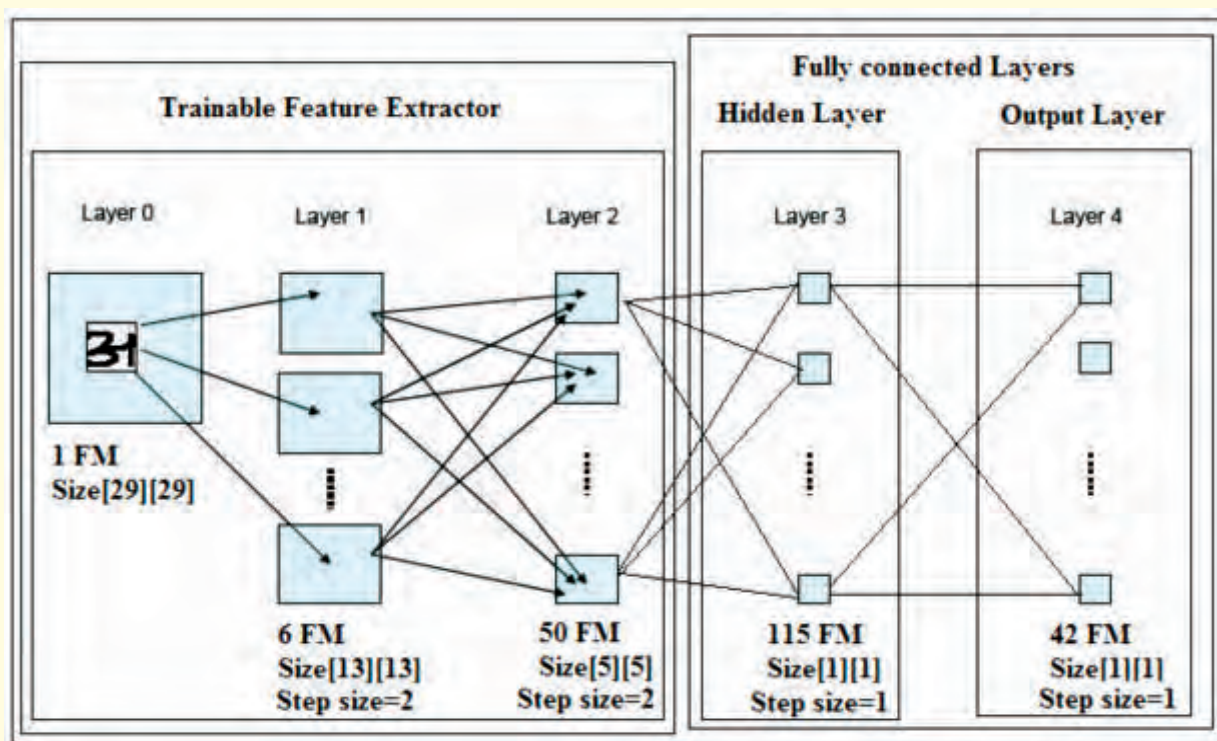 Fully connected Layers
Trainable Feature Extractor
Hidden Layer
Output Layer
Layer 0
Layer 1
Layer 2
Layer 3
Layer 4
1 FM
Size[29][29]
6 FM
Size[13][13]
Step size=2
50 FM
Size[5][5]
Step size=2
115 FM
Size[1][1]
Step size=1
42 FM
Size[1][1]
Step size=1